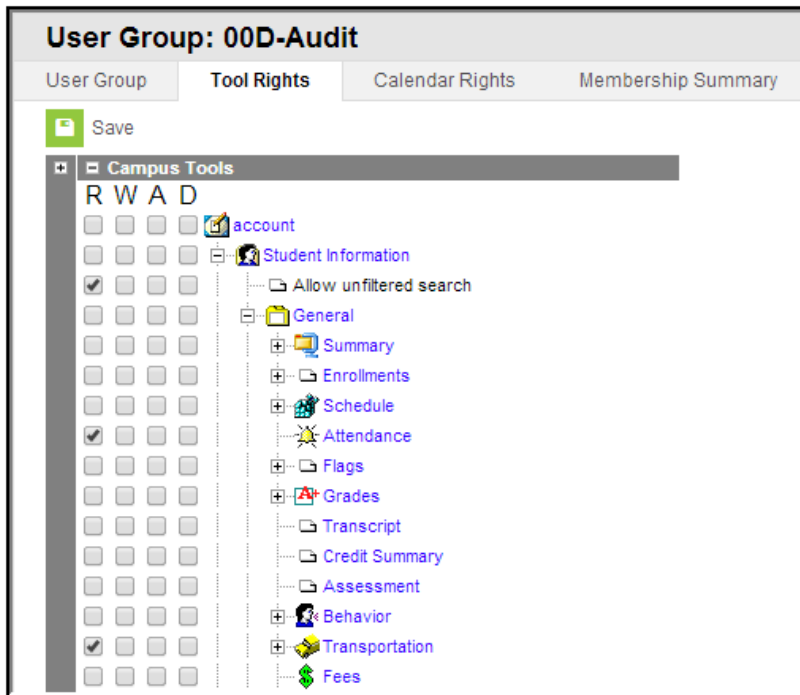 User Group: 00D-Audit
User Group Tool Rights Calendar Rights Membership Summary
Save
Campus Tools
R W A D
account
Student Information
Allow unfiltered search
General
Summary
Enrollments
Schedule
Attendance
Flags
A+ Grades
Transcript
Credit Summary
Assessment
Behavior
Transportation
$ Fees